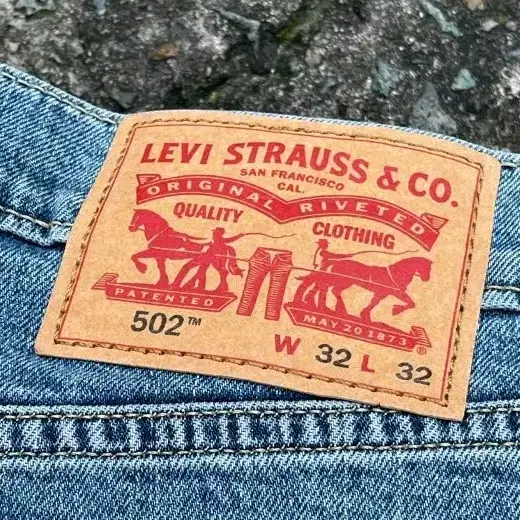 LEVI STRAUSS & CO.
SAN FRANCISCO
CAL.
ORIGINAL RIVETED
QUALITY CLOTHING
PATENTED MAY 20 1873 ®
502™
W 32 L 32